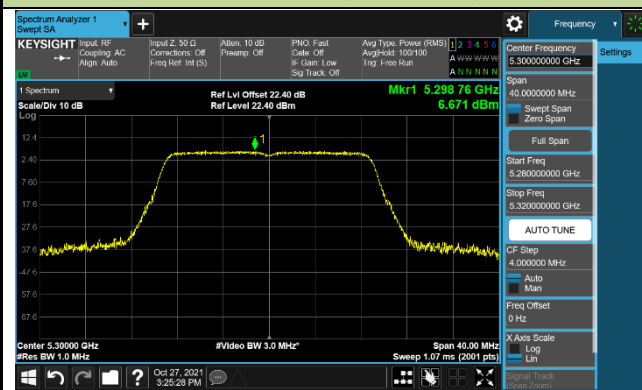 Spectrum Analyzer 1
Swept SA
+
Frequency
KEYSIGHT
Input: RF
Coupling: AC
Align: Auto
Input Z: 50 Ω
Corrections: Off
Freq Ref: Int (S)
Atten: 10 dB
Preamp: Off
PNO: Fast
Gate: Off
IF Gain: Low
Sig Track: Off
Avg Type: Power (RMS)
Avg|Hold: 100/100
Trig: Free Run
1 2 3 4 5 6
A W W W W W
A N N N N N
LW
1 Spectrum
Scale/Div 10 dB
Log
Ref Lvl Offset 22.40 dB
Ref Level 22.40 dBm
Mkr1 5.298 76 GHz
6.671 dBm
1
12.4
2.40
-7.60
-17.6
-27.6
-37.6
-47.6
-57.6
-67.6
Center 5.30000 GHz
#Res BW 1.0 MHz
#Video BW 3.0 MHz*
Span 40.00 MHz
Sweep 1.07 ms (2001 pts)
Center Frequency
5.300000000 GHz
Settings
Span
40.0000000 MHz
Swept Span
Zero Span
Full Span
Start Freq
5.280000000 GHz
Stop Freq
5.320000000 GHz
AUTO TUNE
CF Step
4.000000 MHz
Auto
Man
Freq Offset
0 Hz
X Axis Scale
Log
Lin
Signal Track
(Span Zoom)
?
Oct 27, 2021
3:25:28 PM